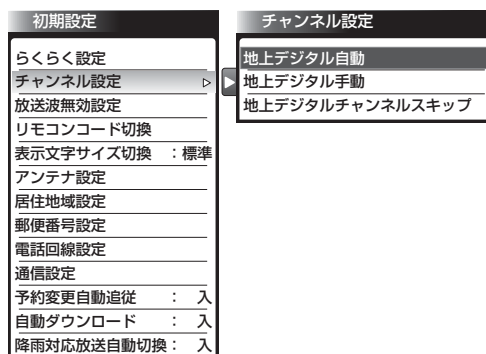 初期設定
らくらく設定
チャンネル設定
放送波無効設定
リモコンコード切換
表示文字サイズ切換 ：標準
アンテナ設定
居住地域設定
郵便番号設定
電話回線設定
通信設定
予約変更自動追従 ： 入
自動ダウンロード ： 入
降雨対応放送自動切換： 入
チャンネル設定
地上デジタル自動
地上デジタル手動
地上デジタルチャンネルスキップ